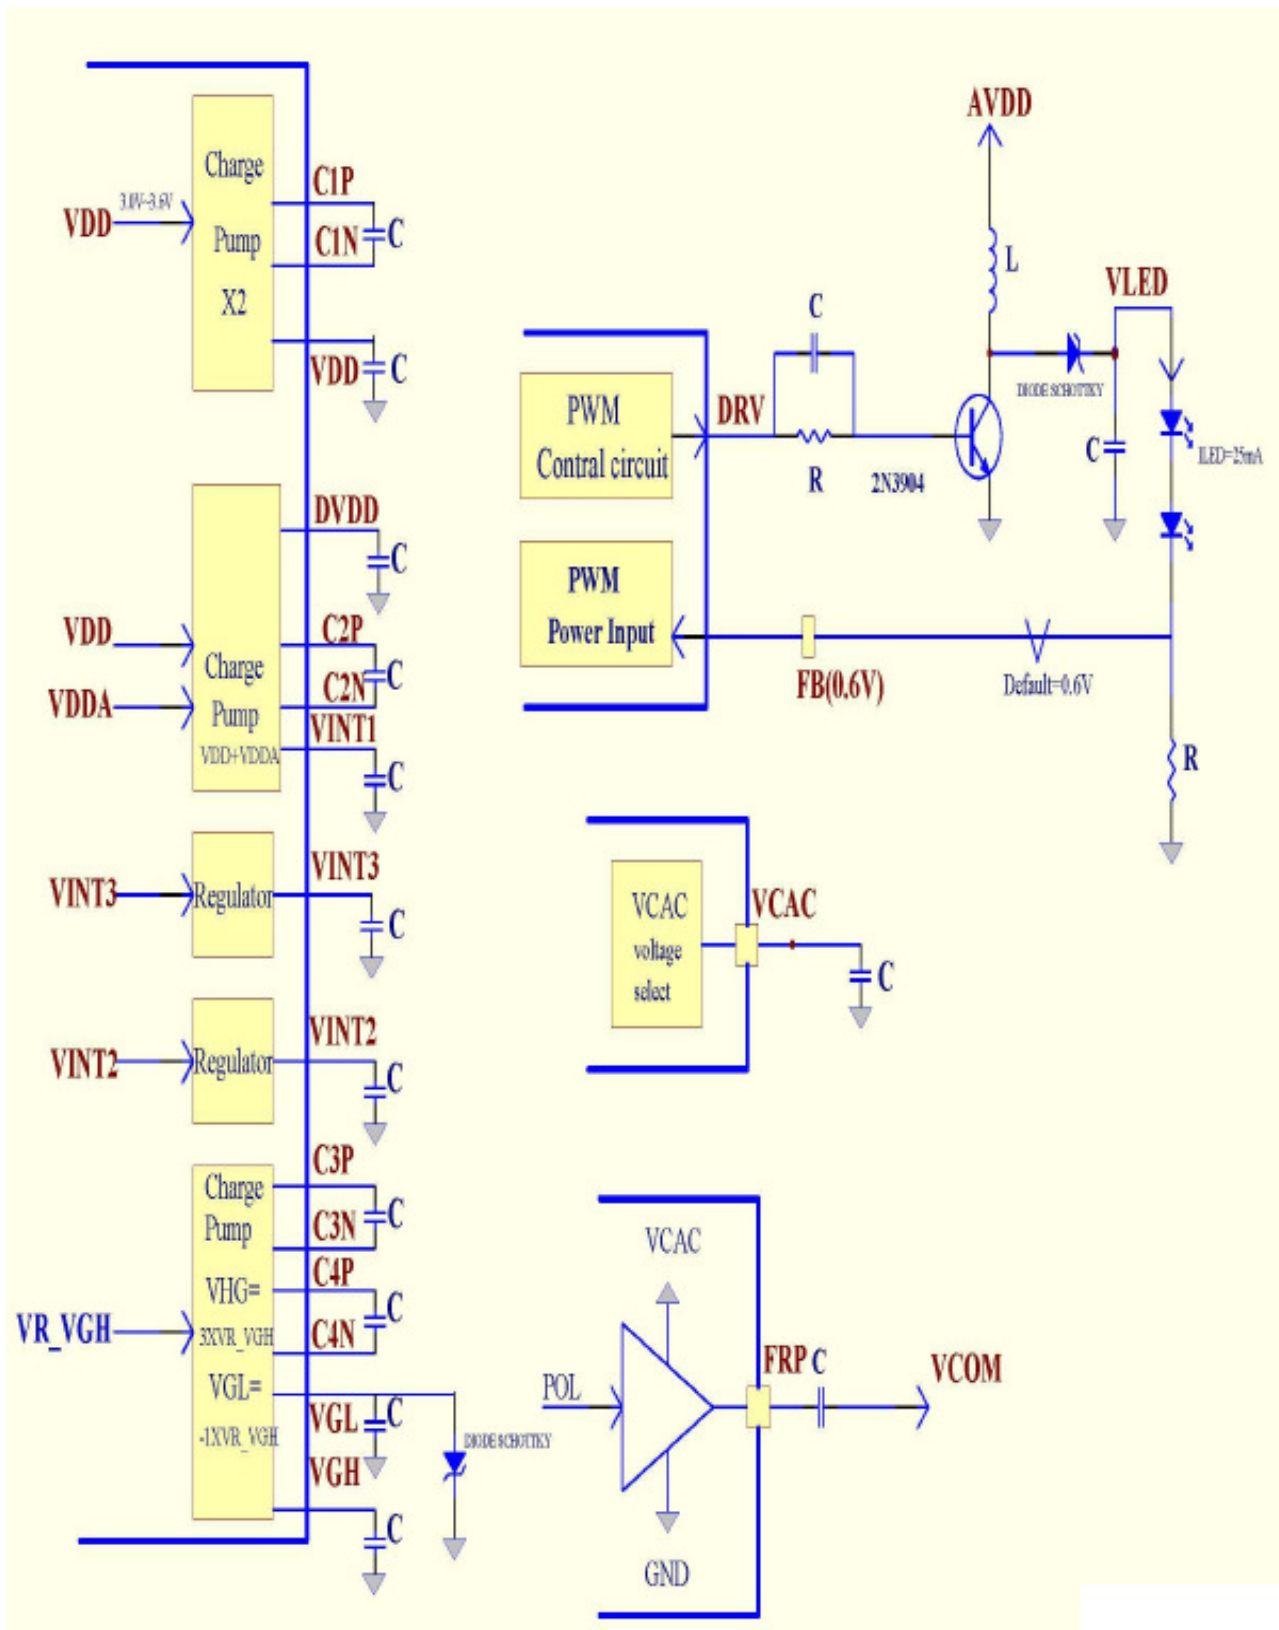 Charge
Pump
X2
3.0V~3.6V
VDD
C1P
C1N
C
VDD
C
DVDD
C
VDD
VDDA
Charge
Pump
VDD+VDDA
C2P
C2N
C
VINT1
C
VINT3
Regulator
VINT3
C
VINT2
Regulator
VINT2
C
VR_VGH
Charge
Pump
VHG=
3XVR_VGH
VGL=
-1XVR_VGH
C3P
C3N
C
C4P
C4N
C
VGL
C
DIODE SCHOTTKY
VGH
C
AVDD
L
VLED
C
DIODE SCHOTTKY
PWM
Contral circuit
DRV
R
2N3904
C
ILED=25mA
PWM
Power Input
FB(0.6V)
Default=0.6V
R
VCAC
voltage
select
VCAC
C
VCAC
POL
FRP
C
VCOM
GND